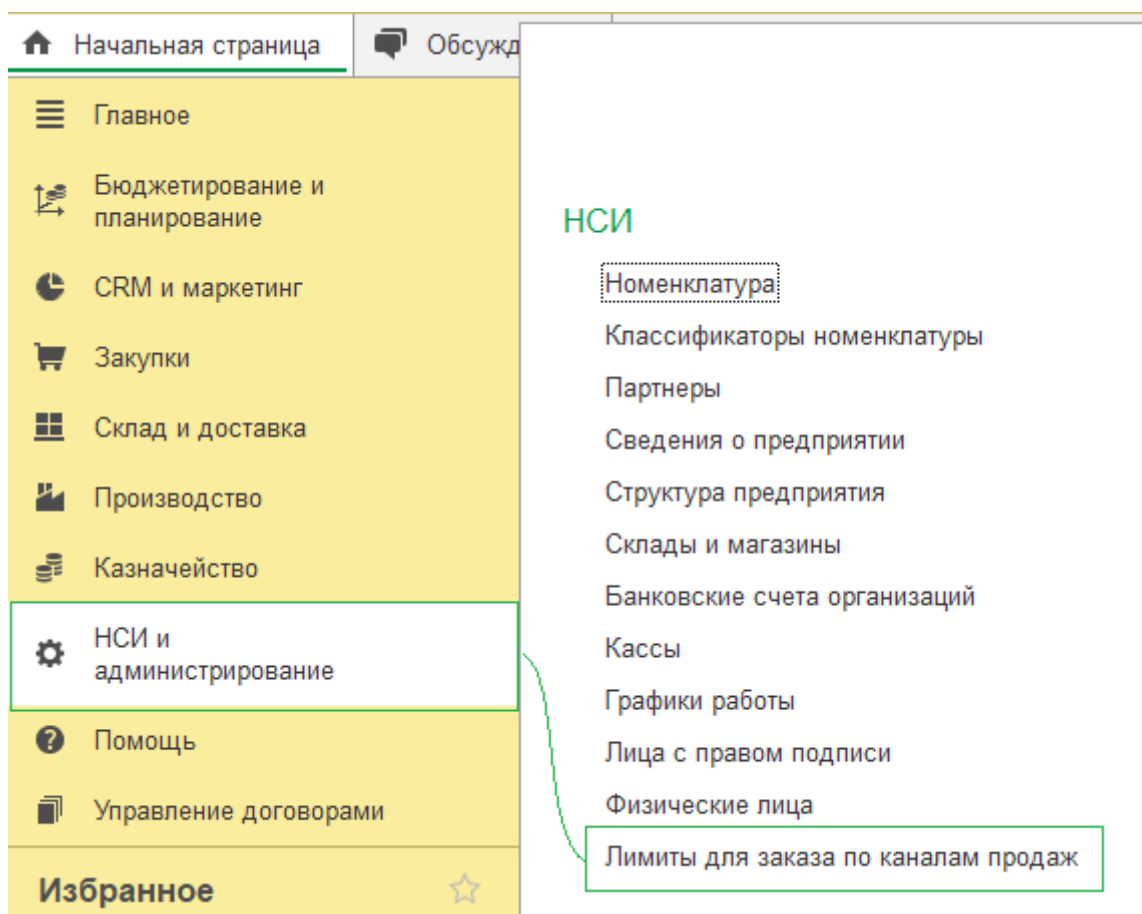 Начальная страница
Обсужд
Главное
Бюджетирование и
планирование
CRM и маркетинг
Закупки
Склад и доставка
Производство
Казначейство
НСИ и
администрирование
Помощь
Управление договорами
Избранное
НСИ
Номенклатура
Классификаторы номенклатуры
Партнеры
Сведения о предприятии
Структура предприятия
Склады и магазины
Банковские счета организаций
Кассы
Графики работы
Лица с правом подписи
Физические лица
Лимиты для заказа по каналам продаж